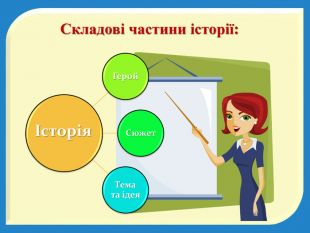 Складові частини історії:
Герой
Історія
Сюжет
Тема
та ідея